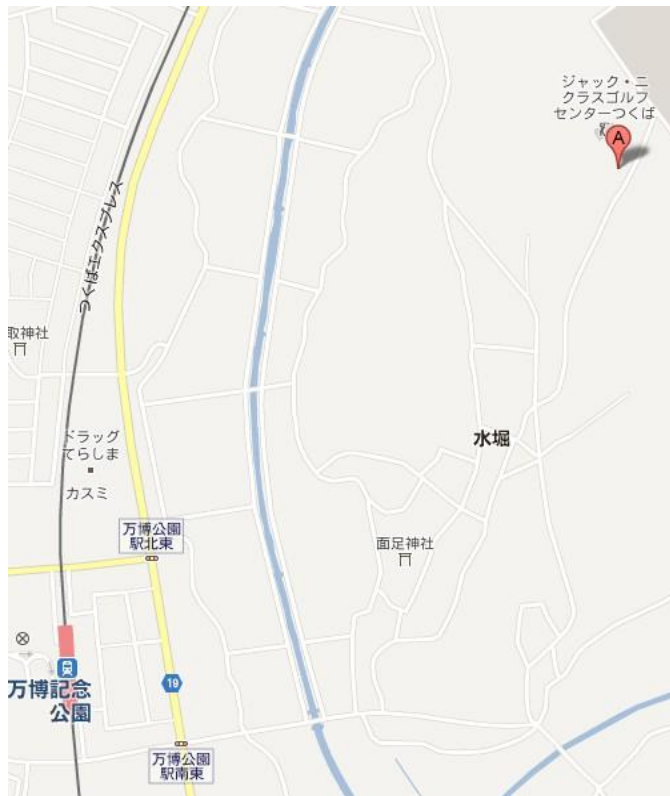 ジャック・ニ
クラスゴルフ
センターつくば
A
つくばエクスプレス
取神社
ドラッグ
てらしま
カスミ
水堀
万博公園
駅北東
面足神社
19
万博記念
公園
万博公園
駅南東